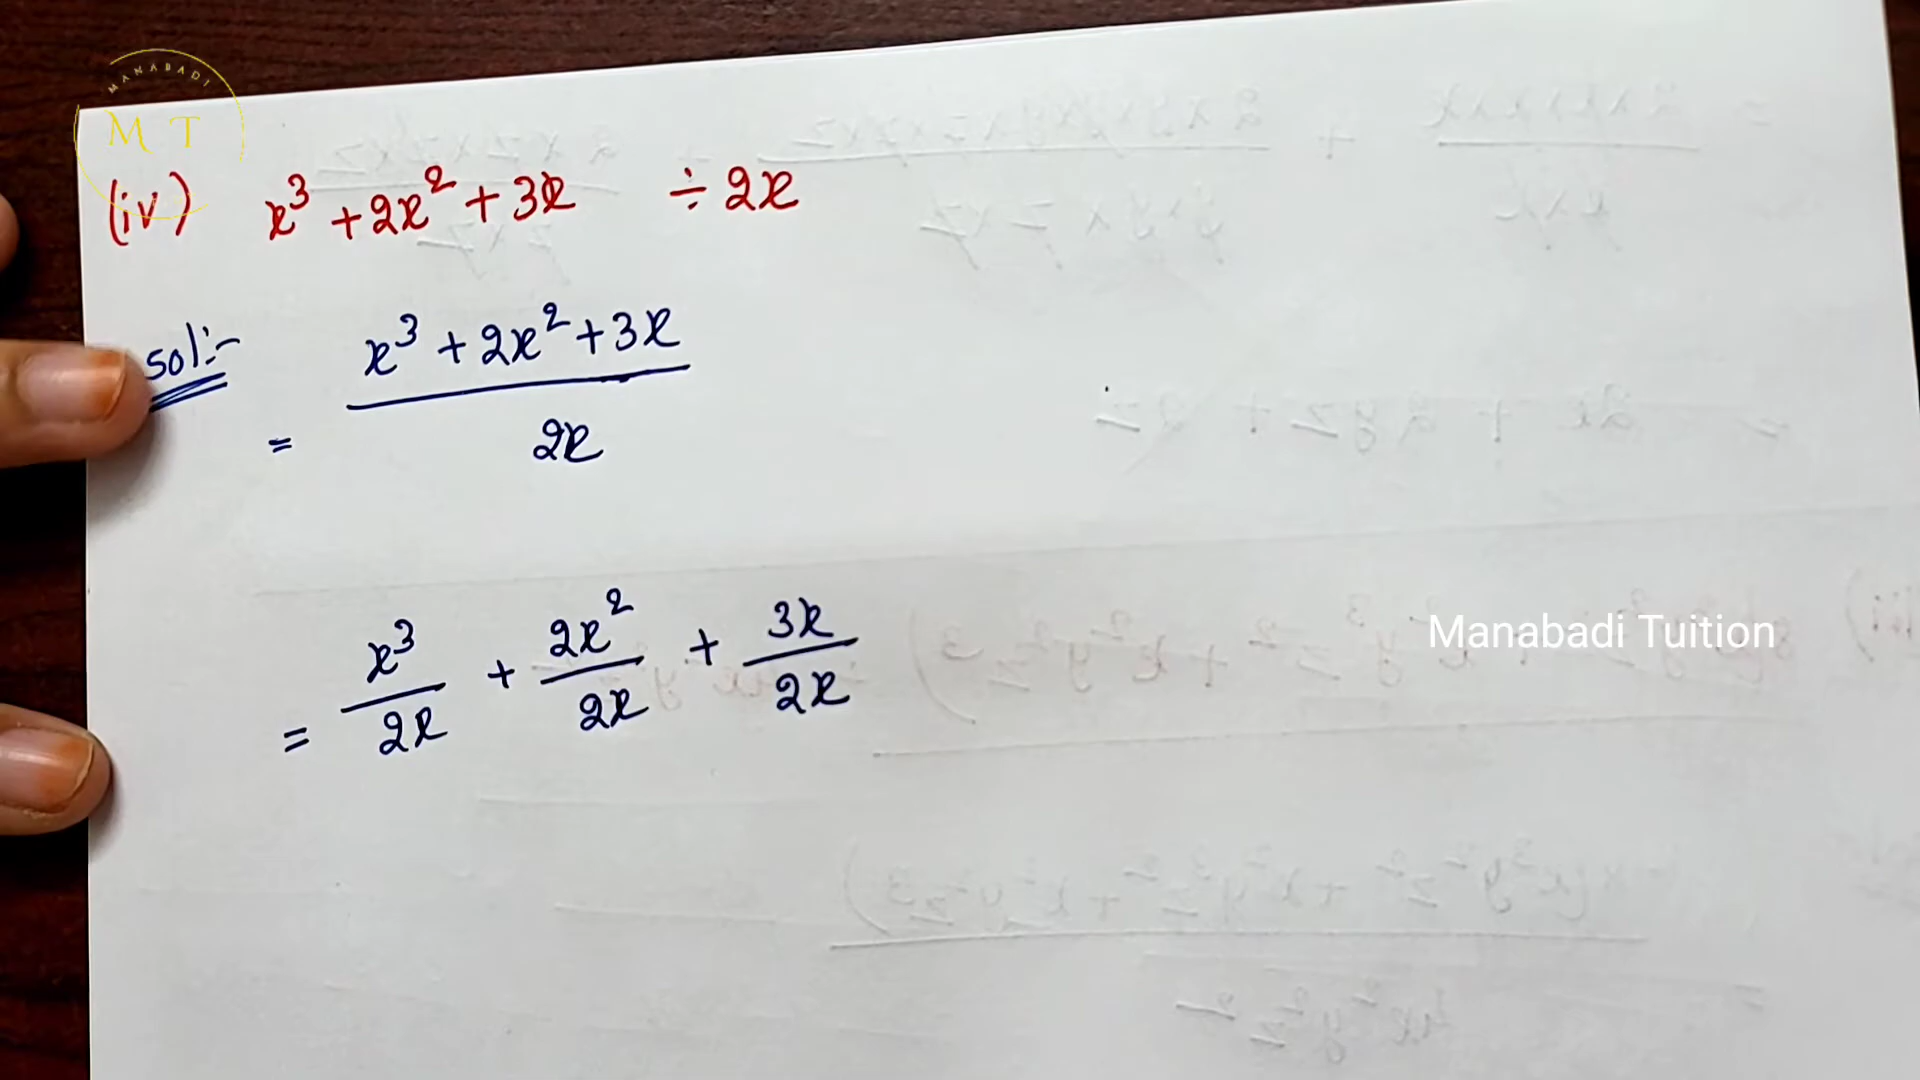 MANABADI
M T
(iv) x³ + 2x² + 3x ÷ 2x
sol:-
= x³ + 2x² + 3x / 2x
= x³/2x + 2x²/2x + 3x/2x
Manabadi Tuition